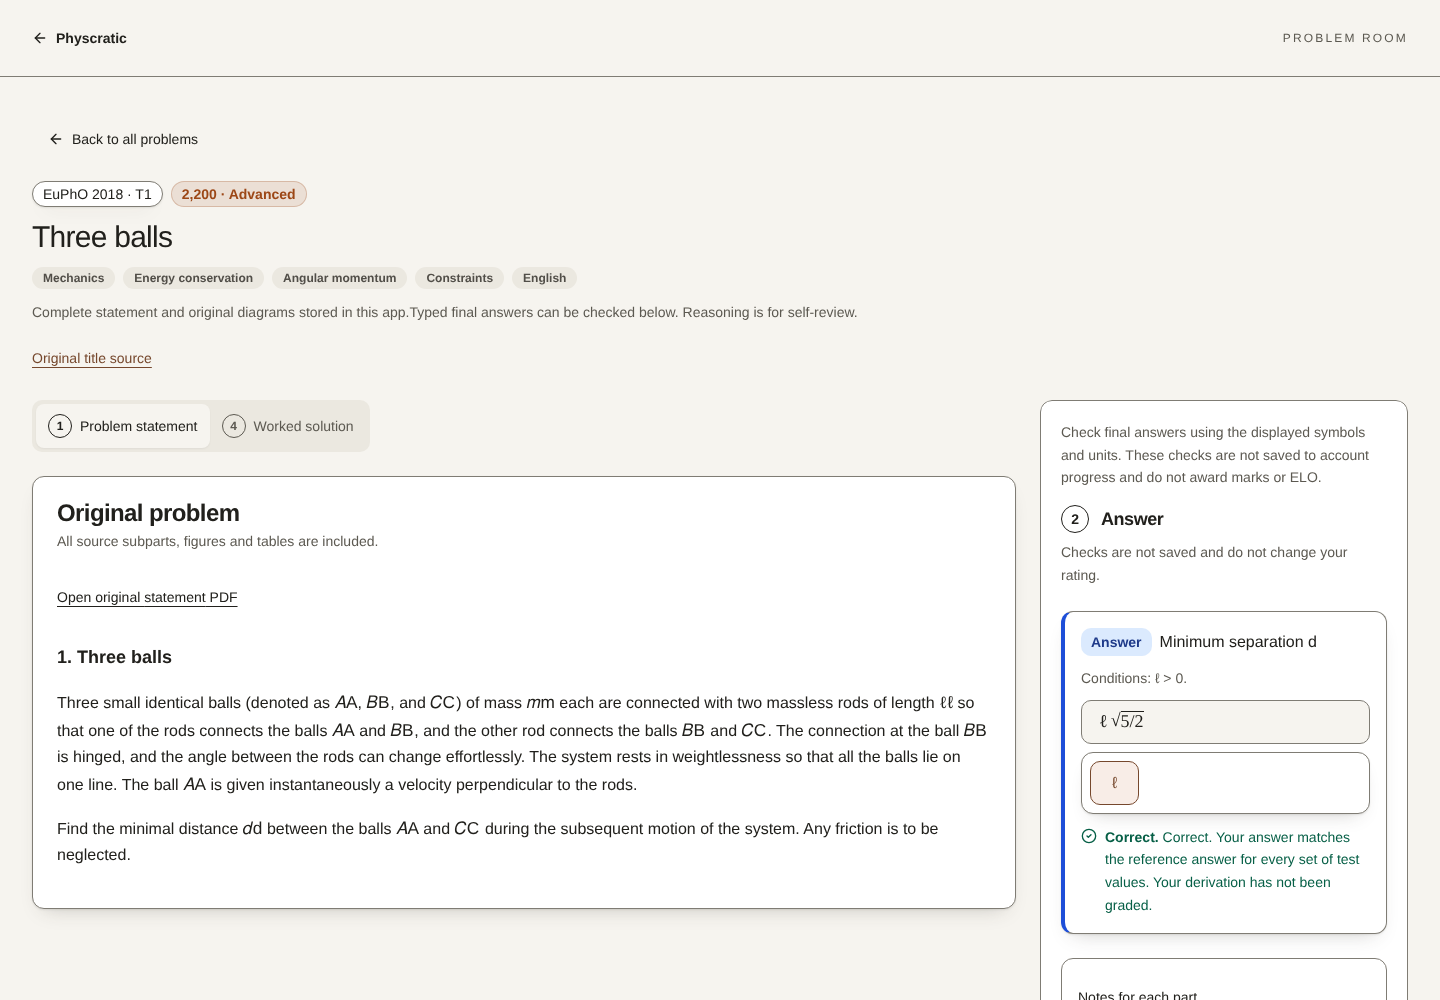 Physcratic
PROBLEM ROOM
Back to all problems
EuPhO 2018 · T1
2,200 · Advanced
Three balls
Mechanics
Energy conservation
Angular momentum
Constraints
English
Complete statement and original diagrams stored in this app.Typed final answers can be checked below. Reasoning is for self-review.
Original title source
1 Problem statement
4 Worked solution
Original problem
All source subparts, figures and tables are included.
Open original statement PDF
1. Three balls
Three small identical balls (denoted as 𝐴A, 𝐵B, and 𝐶C) of mass 𝑚m each are connected with two massless rods of length ℓℓ so
that one of the rods connects the balls 𝐴A and 𝐵B, and the other rod connects the balls 𝐵B and 𝐶C. The connection at the ball 𝐵B
is hinged, and the angle between the rods can change effortlessly. The system rests in weightlessness so that all the balls lie on
one line. The ball 𝐴A is given instantaneously a velocity perpendicular to the rods.
Find the minimal distance 𝑑d between the balls 𝐴A and 𝐶C during the subsequent motion of the system. Any friction is to be
neglected.
Check final answers using the displayed symbols
and units. These checks are not saved to account
progress and do not award marks or ELO.
2 Answer
Checks are not saved and do not change your
rating.
Answer Minimum separation d
Conditions: ℓ > 0.
ℓ √5/2
ℓ
Correct. Correct. Your answer matches
the reference answer for every set of test
values. Your derivation has not been
graded.
Notes for each part